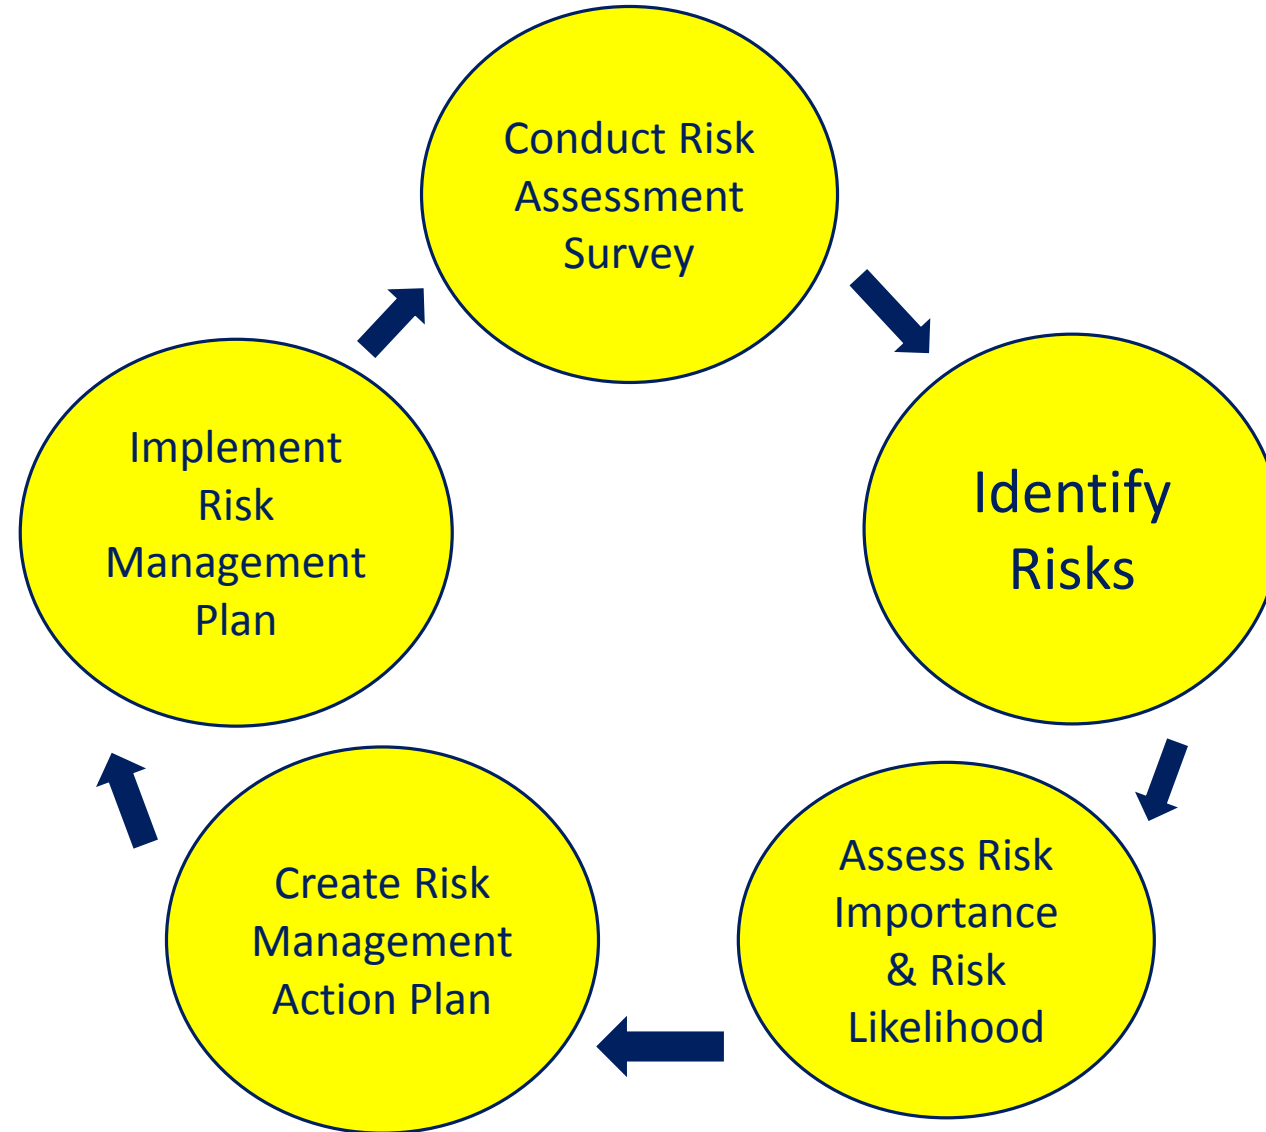 Conduct Risk
Assessment
Survey
Identify
Risks
Assess Risk
Importance
& Risk
Likelihood
Create Risk
Management
Action Plan
Implement
Risk
Management
Plan